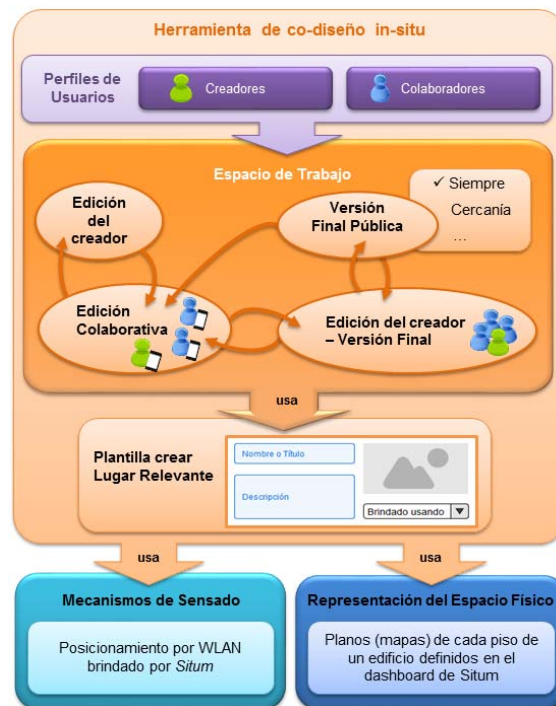 Herramienta de co-diseño in-situ
Perfiles de
Usuarios
Creadores
Colaboradores
Espacio de Trabajo
Edición
del
creador
Versión
Final Pública
✓ Siempre
Cercanía
...
Edición
Colaborativa
Edición del creador
– Versión Final
usa
Plantilla crear
Lugar Relevante
Nombre o Título
Descripción
Brindado usando
usa
usa
Mecanismos de Sensado
Posicionamiento por WLAN
brindado por Situm
Representación del Espacio Físico
Planos (mapas) de cada piso
de un edificio definidos en el
dashboard de Situm